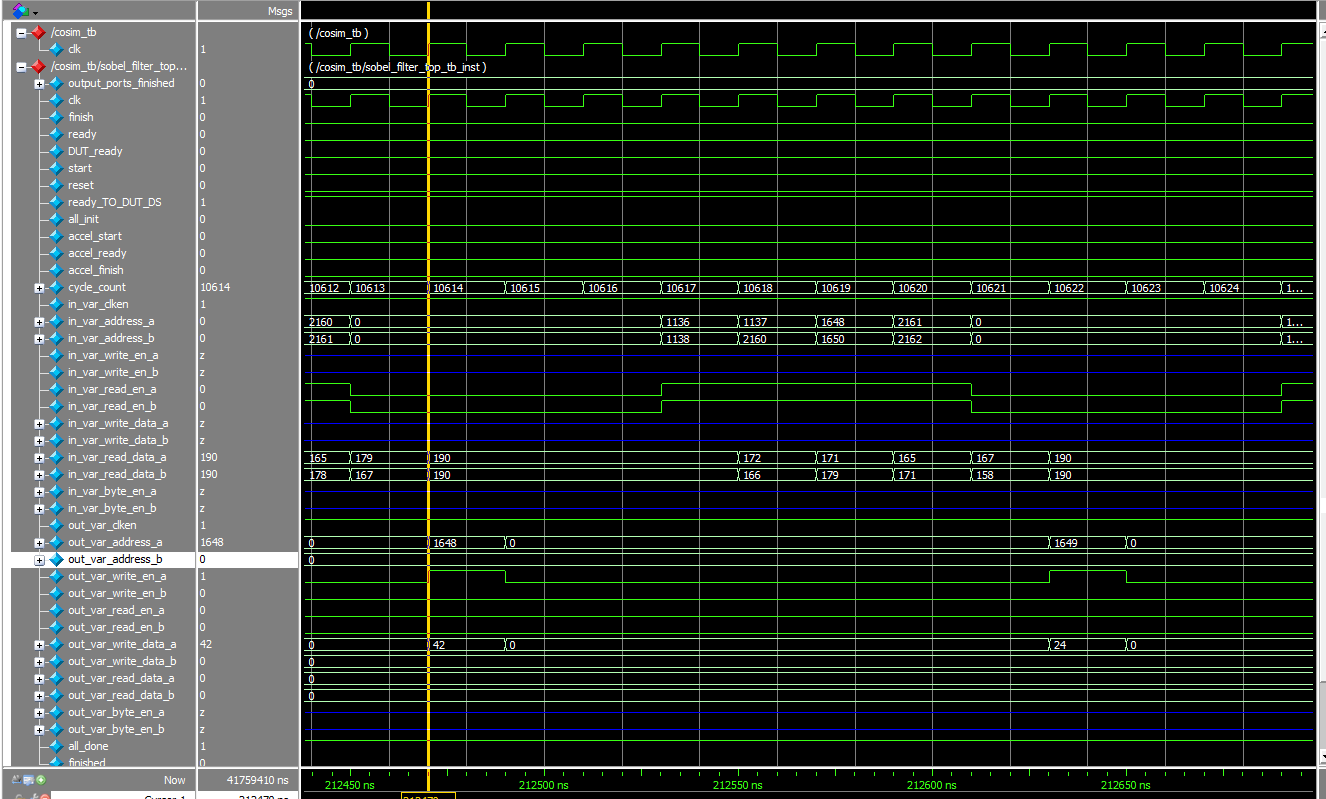 Msgs
/cosim_tb ( /cosim_tb )
clk 1
/cosim_tb/sobel_filter_top... ( /cosim_tb/sobel_filter_top_tb_inst )
output_ports_finished 0 0
clk 1
finish 0
ready 0
DUT_ready 0
start 0
reset 0
ready_TO_DUT_DS 1
all_init 0
accel_start 0
accel_ready 0
accel_finish 0
cycle_count 10614 10612 10613 10614 10615 10616 10617 10618 10619 10620 10621 10622 10623 10624 1...
in_var_clken 1
in_var_address_a 0 2160 0 1136 1137 1648 2161 0 1...
in_var_address_b 0 2161 0 1138 2160 1650 2162 0 1...
in_var_write_en_a z
in_var_write_en_b z
in_var_read_en_a 0
in_var_read_en_b 0
in_var_write_data_a z
in_var_write_data_b z
in_var_read_data_a 190 165 179 190 172 171 165 167 190
in_var_read_data_b 190 178 167 190 166 179 171 158 190
in_var_byte_en_a z
in_var_byte_en_b z
out_var_clken 1
out_var_address_a 1648 0 1648 0 1649 0
out_var_address_b 0 0
out_var_write_en_a 1
out_var_write_en_b 0
out_var_read_en_a 0
out_var_read_en_b 0
out_var_write_data_a 42 0 42 0 24 0
out_var_write_data_b 0 0
out_var_read_data_a 0 0
out_var_read_data_b 0 0
out_var_byte_en_a z
out_var_byte_en_b z
all_done 1
finished 0
Now 41759410 ns 212450 ns 212500 ns 212550 ns 212600 ns 212650 ns
Cursor 1 212470 ns 212470